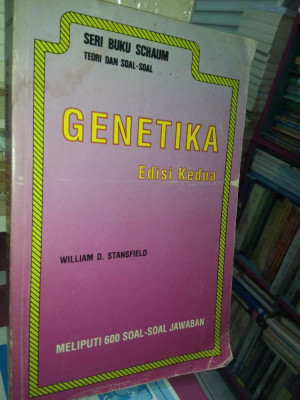 SERI BUKU SCHAUM
TEORI DAN SOAL-SOAL
GENETIKA
Edisi Kedua
WILLIAM D. STANSFIELD
MELIPUTI 600 SOAL-SOAL JAWABAN